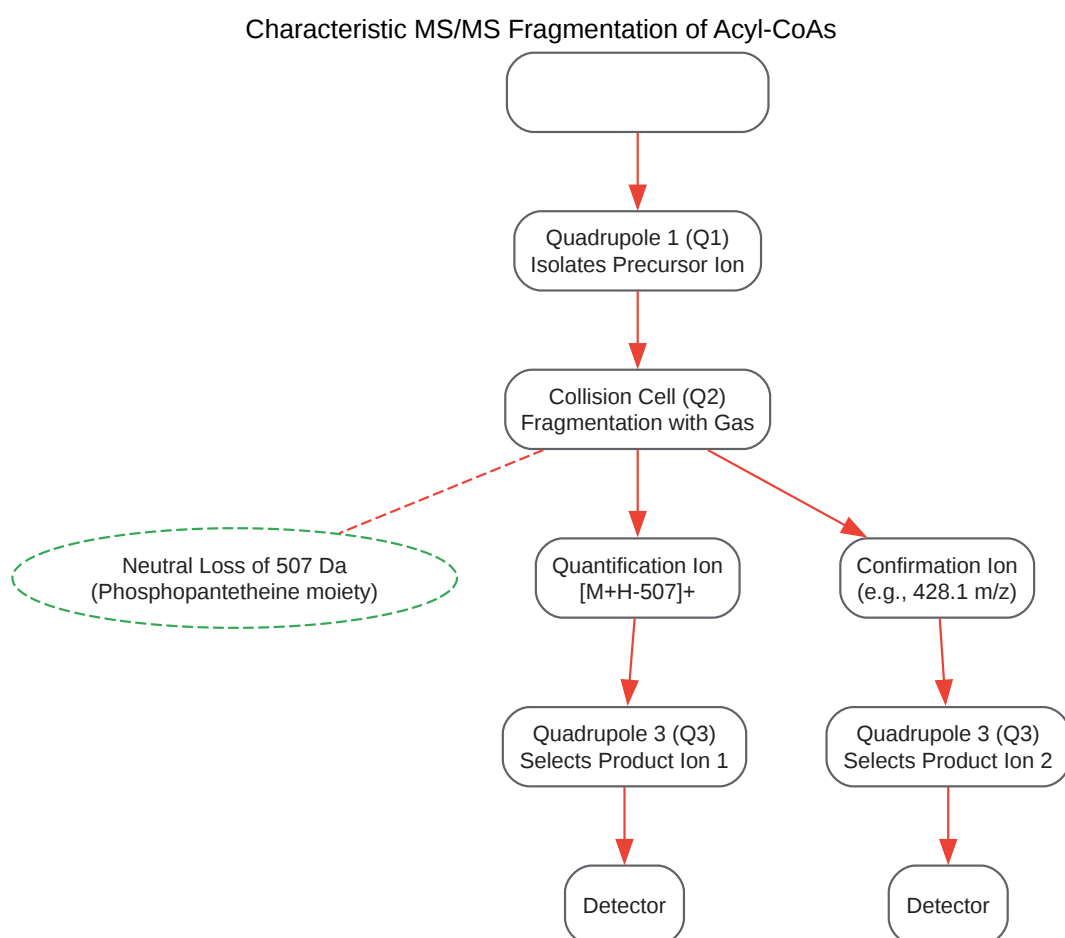 Characteristic MS/MS Fragmentation of Acyl-CoAs
Quadrupole 1 (Q1)
Isolates Precursor Ion
Collision Cell (Q2)
Fragmentation with Gas
Neutral Loss of 507 Da
(Phosphopantetheine moiety)
Quantification Ion
[M+H-507]+
Confirmation Ion
(e.g., 428.1 m/z)
Quadrupole 3 (Q3)
Selects Product Ion 1
Quadrupole 3 (Q3)
Selects Product Ion 2
Detector
Detector